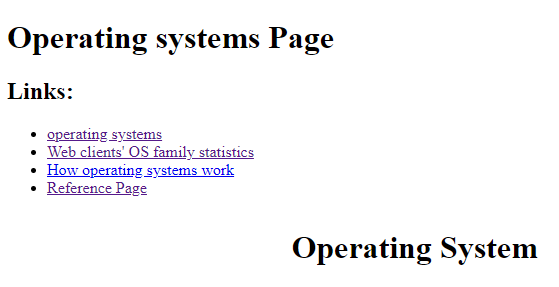 Operating systems Page
Links:
operating systems
Web clients' OS family statistics
How operating systems work
Reference Page
Operating System